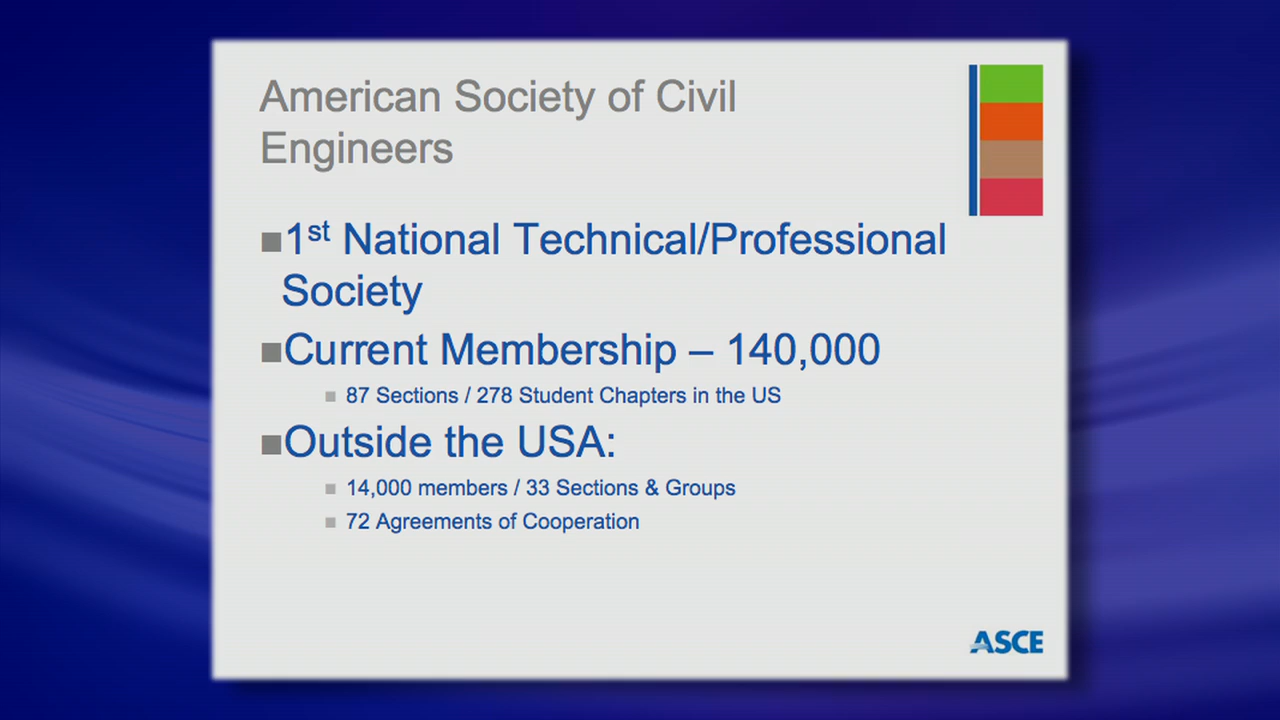 American Society of Civil
Engineers
■1st National Technical/Professional
Society
■Current Membership – 140,000
■ 87 Sections / 278 Student Chapters in the US
■Outside the USA:
■ 14,000 members / 33 Sections & Groups
■ 72 Agreements of Cooperation
ASCE